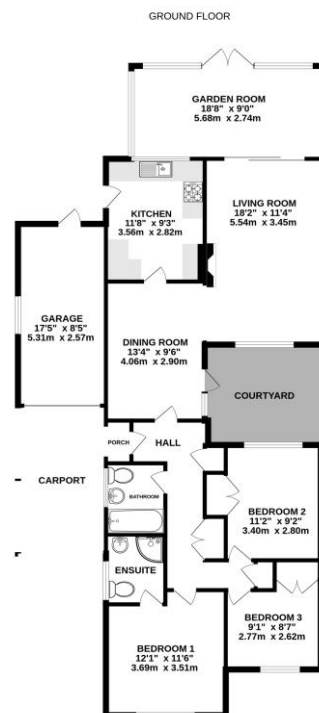 GROUND FLOOR
GARDEN ROOM
18'8" x 9'0"
5.68m x 2.74m
KITCHEN
11'8" x 9'3"
3.56m x 2.82m
LIVING ROOM
18'2" x 11'4"
5.54m x 3.45m
GARAGE
17'5" x 8'5"
5.31m x 2.57m
DINING ROOM
13'4" x 9'6"
4.06m x 2.90m
COURTYARD
PORCH
HALL
CARPORT
BATHROOM
BEDROOM 2
11'2" x 9'2"
3.40m x 2.80m
ENSUITE
BEDROOM 3
9'1" x 8'7"
2.77m x 2.62m
BEDROOM 1
12'1" x 11'6"
3.69m x 3.51m